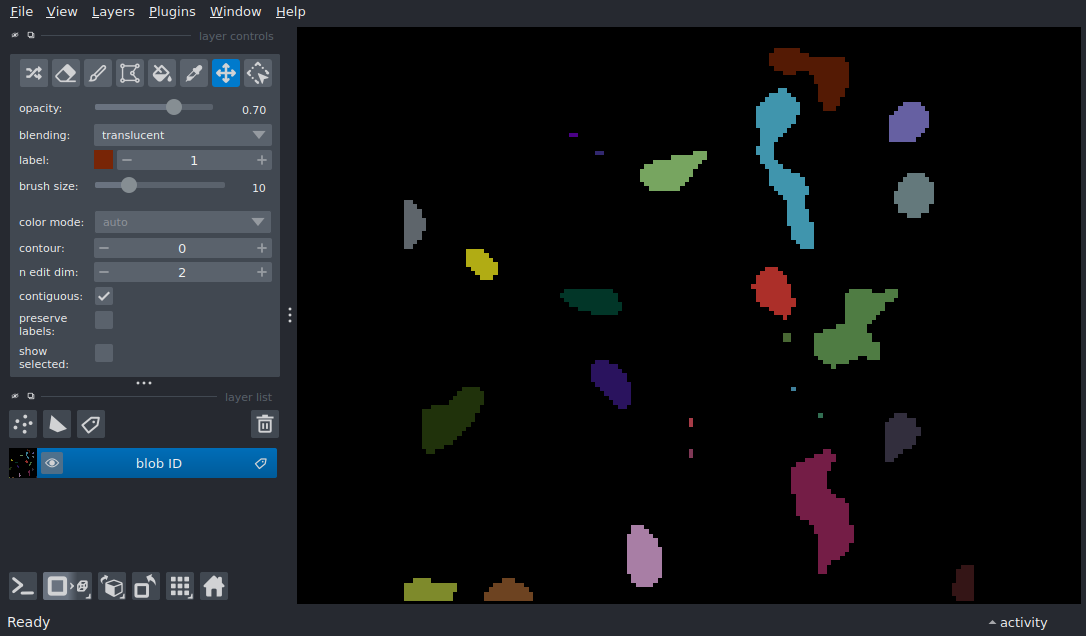 File View Layers Plugins Window Help
layer controls
opacity: 0.70
blending: translucent
label: 1
brush size: 10
color mode: auto
contour: 0
n edit dim: 2
contiguous:
preserve
labels:
show
selected:
layer list
blob ID
Ready
activity